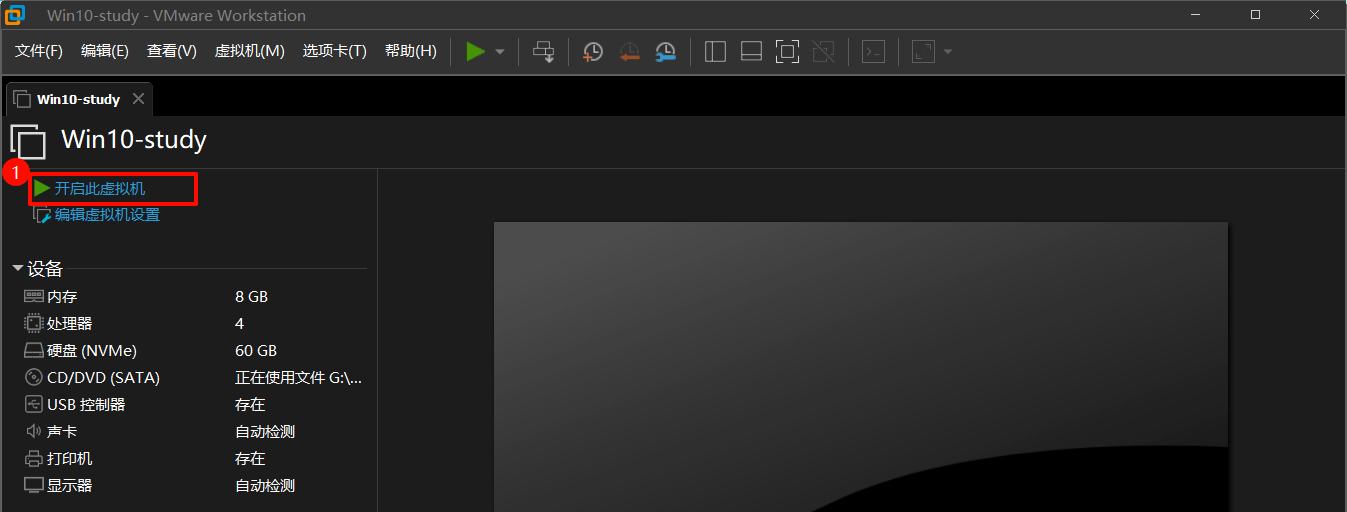 Win10-study - VMware Workstation
文件(F) 编辑(E) 查看(V) 虚拟机(M) 选项卡(T) 帮助(H)
Win10-study
Win10-study
1
开启此虚拟机
编辑虚拟机设置
设备
内存 8 GB
处理器 4
硬盘 (NVMe) 60 GB
CD/DVD (SATA) 正在使用文件 G:\...
USB 控制器 存在
声卡 自动检测
打印机 存在
显示器 自动检测